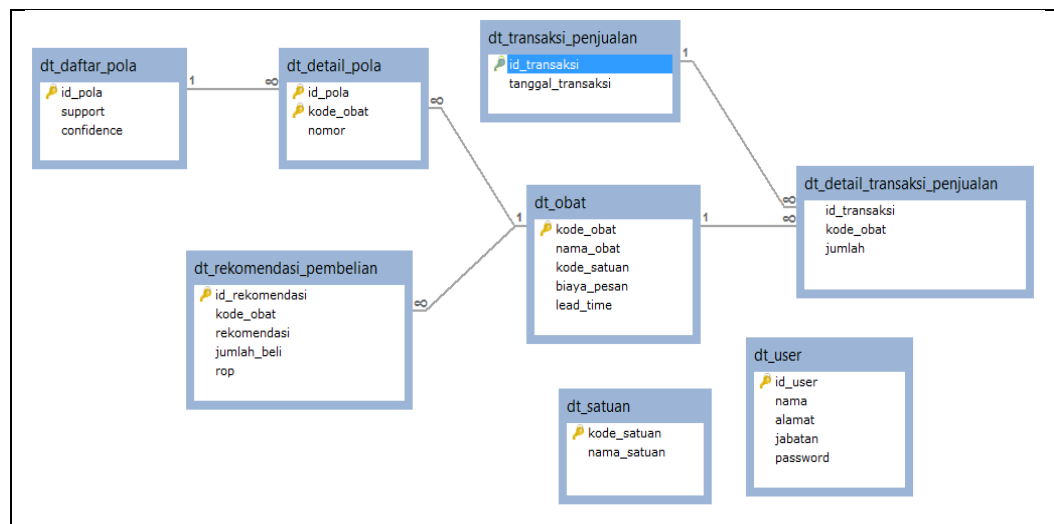 dt_daftar_pola
id_pola
support
confidence
1
∞
dt_detail_pola
id_pola
kode_obat
nomor
∞
dt_transaksi_penjualan
id_transaksi
tanggal_transaksi
1
∞
dt_detail_transaksi_penjualan
id_transaksi
kode_obat
jumlah
dt_obat
kode_obat
nama_obat
kode_satuan
biaya_pesan
lead_time
1
1
∞
dt_rekomendasi_pembelian
id_rekomendasi
kode_obat
rekomendasi
jumlah_beli
rop
∞
dt_satuan
kode_satuan
nama_satuan
dt_user
id_user
nama
alamat
jabatan
password